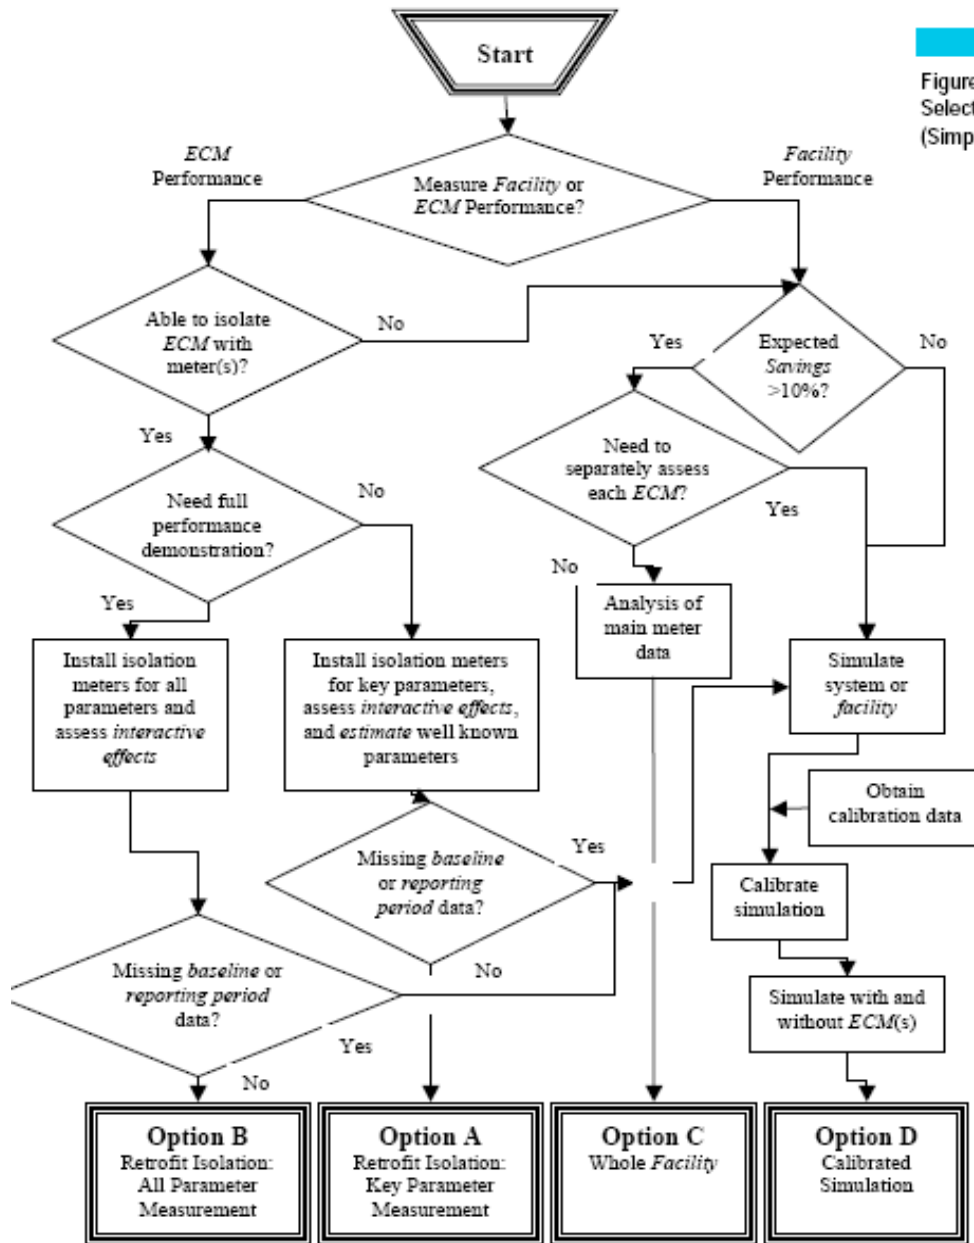 Start
Figure
Select
(Simp
ECM
Performance
Facility
Performance
Measure Facility or
ECM Performance?
Able to isolate
ECM with
meter(s)?
No
Yes
Expected
Savings
>10%?
No
Yes
Need to
separately assess
each ECM?
Yes
No
Need full
performance
demonstration?
No
Yes
Analysis of
main meter
data
Install isolation
meters for all
parameters and
assess interactive
effects
Install isolation meters
for key parameters,
assess interactive effects,
and estimate well known
parameters
Simulate
system or
facility
Obtain
calibration data
Missing baseline
or reporting
period data?
Yes
No
Calibrate
simulation
Missing baseline or
reporting period
data?
Yes
No
Simulate with and
without ECM(s)
Option B
Retrofit Isolation:
All Parameter
Measurement
Option A
Retrofit Isolation:
Key Parameter
Measurement
Option C
Whole Facility
Option D
Calibrated
Simulation